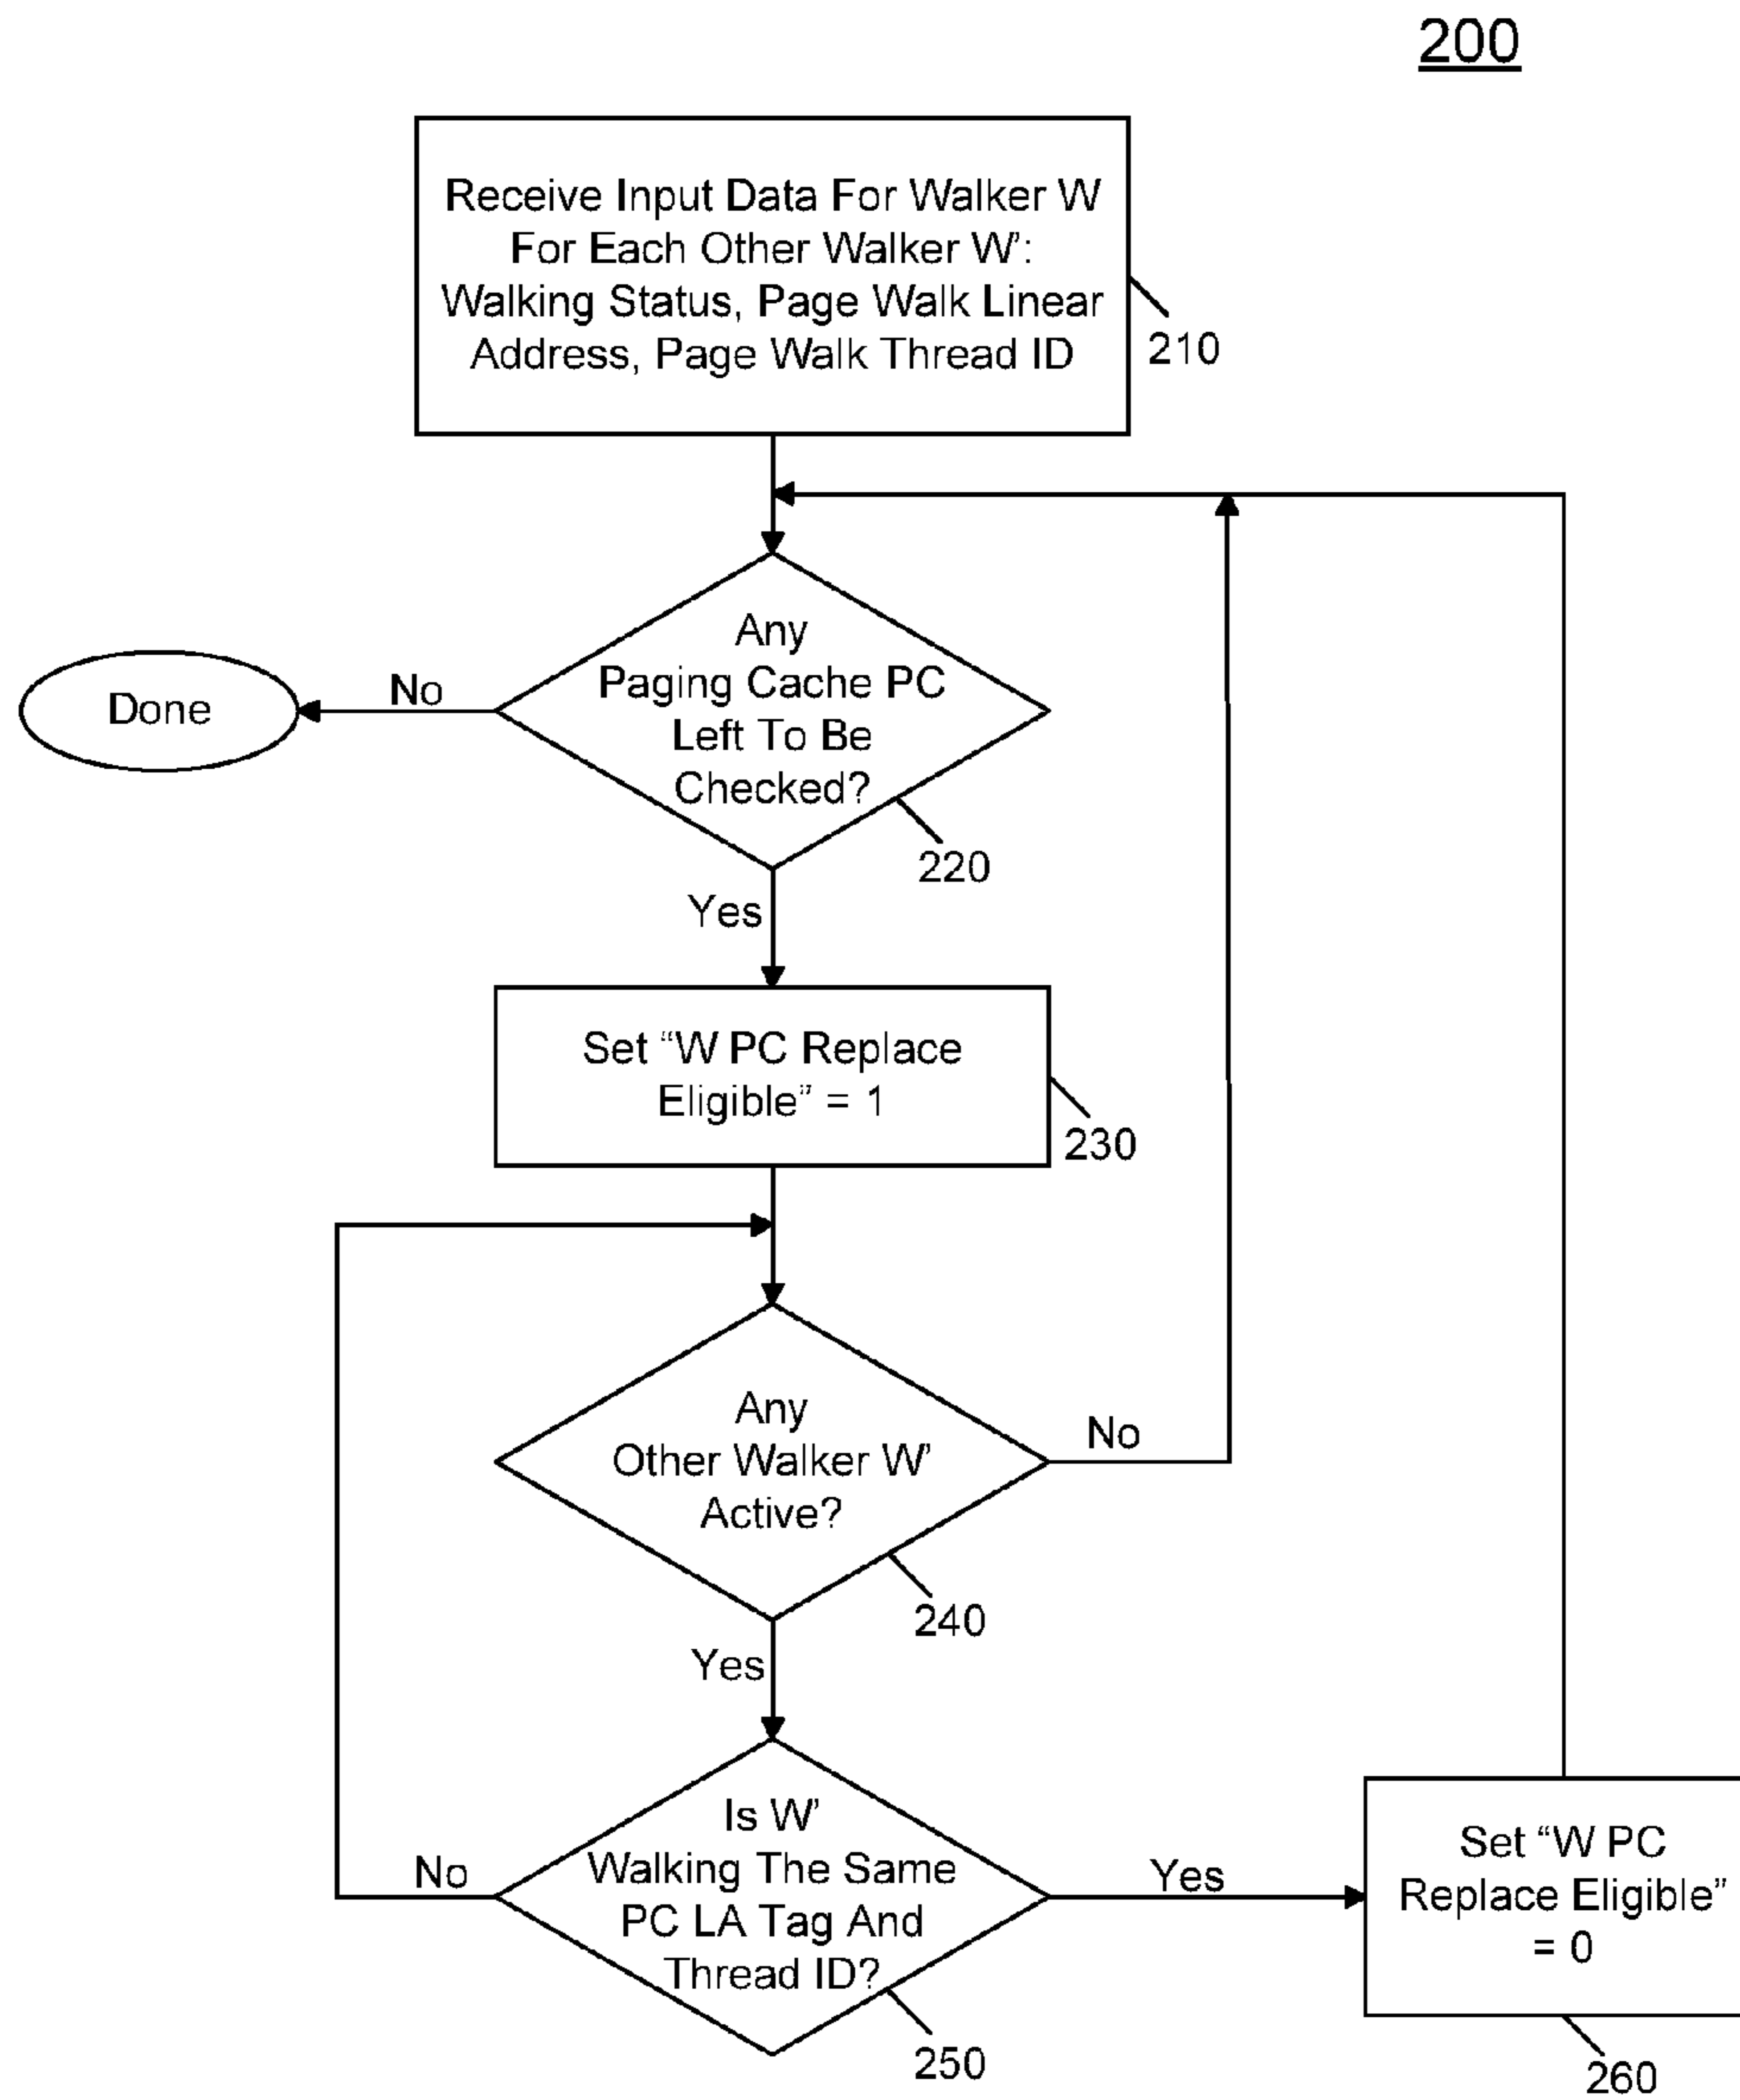 200
Receive Input Data For Walker W
For Each Other Walker W’:
Walking Status, Page Walk Linear
Address, Page Walk Thread ID
210
Any
Paging Cache PC
Left To Be
Checked?
220
No
Done
Yes
Set “W PC Replace
Eligible” = 1
230
Any
Other Walker W’
Active?
240
No
Yes
Is W’
Walking The Same
PC LA Tag And
Thread ID?
250
No
Yes
Set “W PC
Replace Eligible”
= 0
260